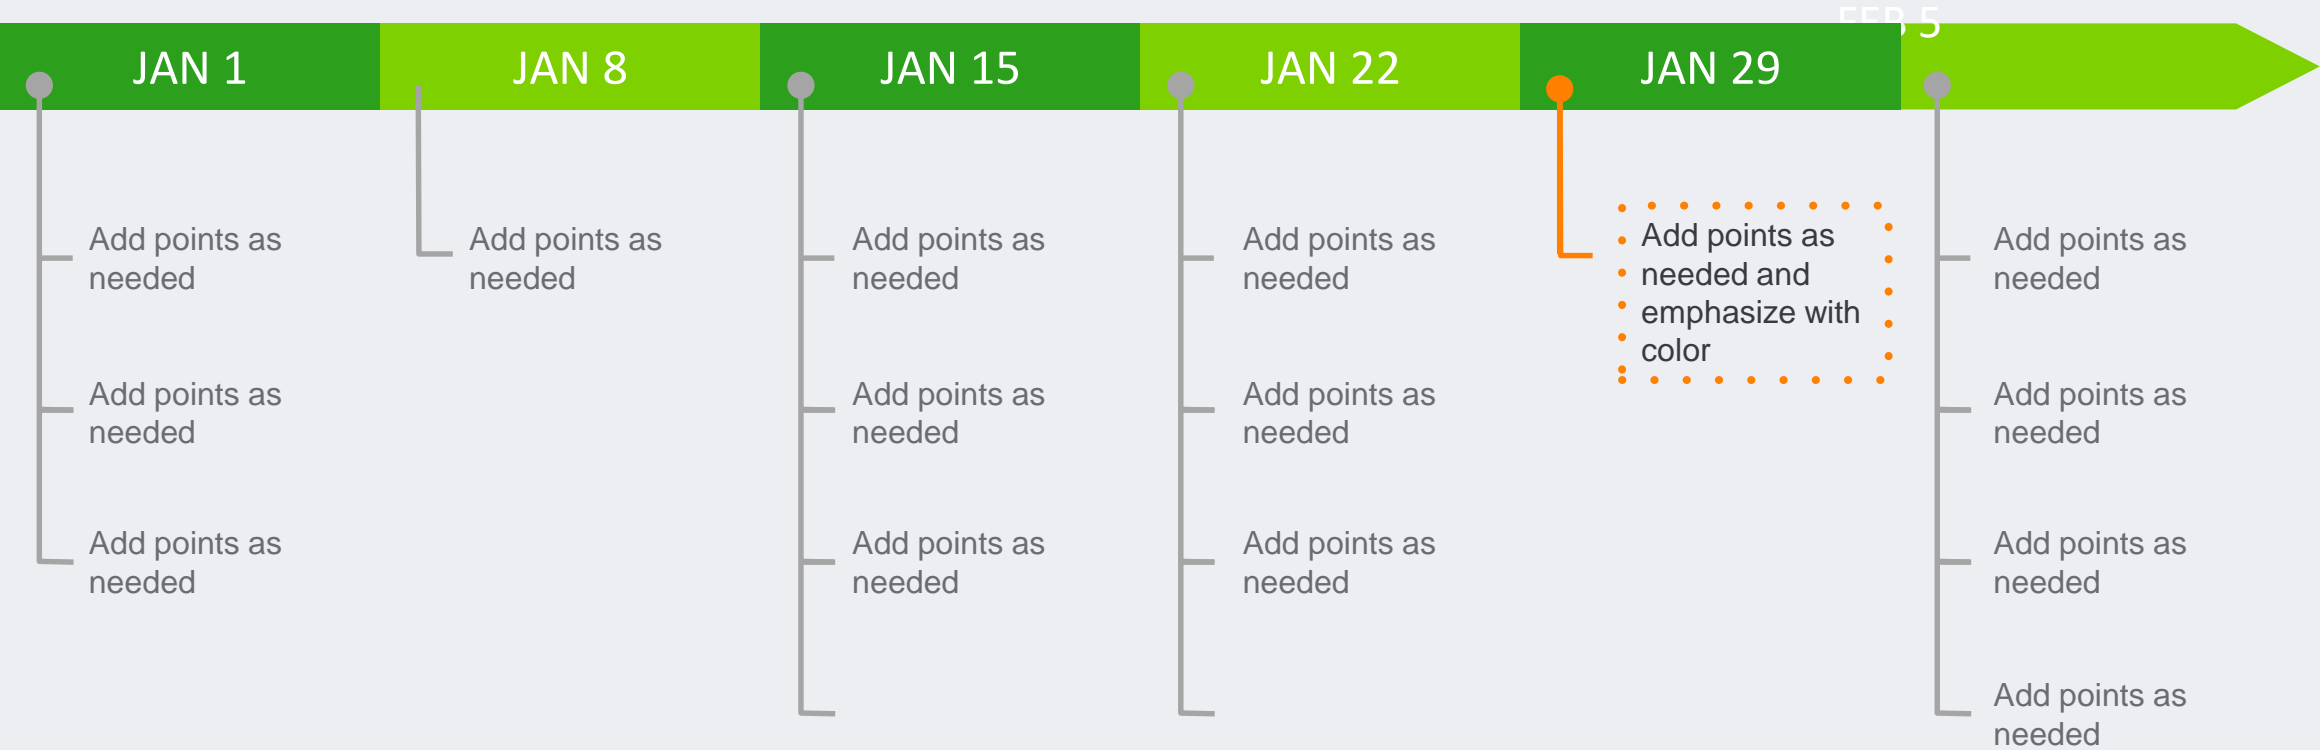 FEB 5
JAN 1
JAN 8
JAN 15
JAN 22
JAN 29
Add points as
needed
Add points as
needed
Add points as
needed
Add points as
needed
Add points as
needed
Add points as
needed
Add points as
needed
Add points as
needed
Add points as
needed
Add points as
needed
Add points as
needed and
emphasize with
color
Add points as
needed
Add points as
needed
Add points as
needed
Add points as
needed